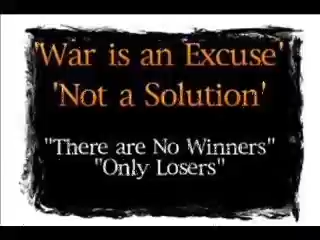 'War is an Excuse'
'Not a Solution'
"There are No Winners"
"Only Losers"